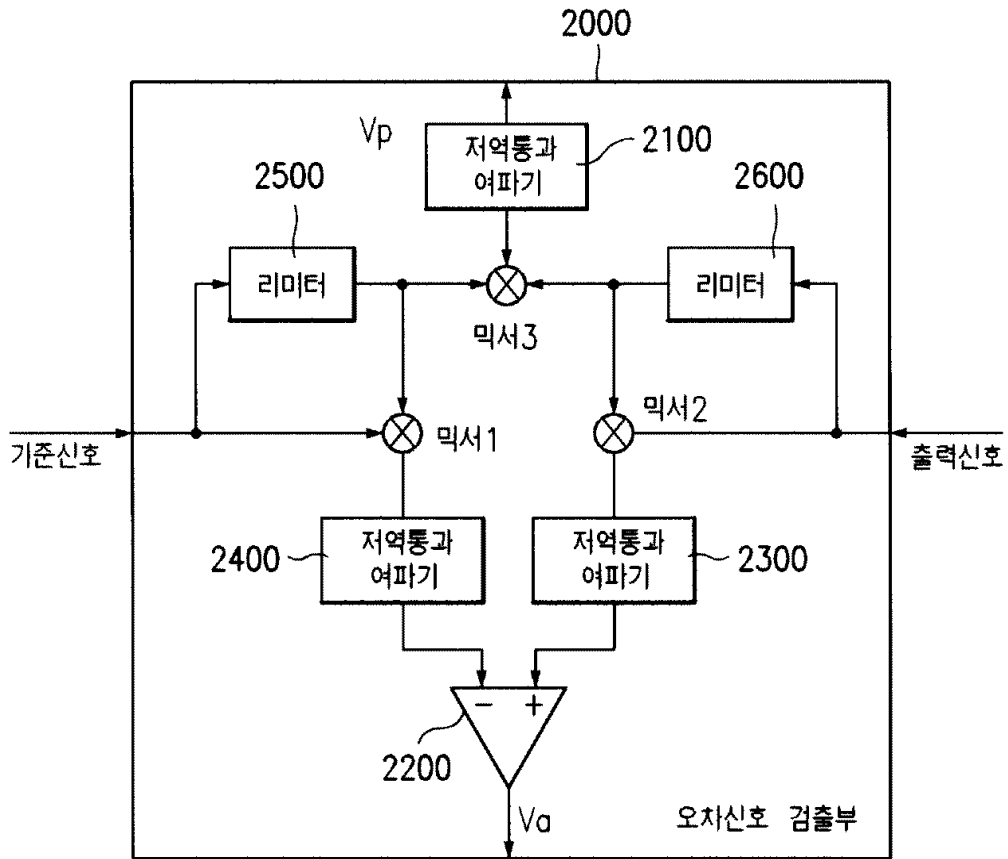 2000
Vp
저역통과
여파기
2100
2500
2600
리미터
리미터
믹서3
믹서1
믹서2
기준신호
출력신호
2400
저역통과
여파기
저역통과
여파기
2300
- +
2200
Va
오차신호 검출부